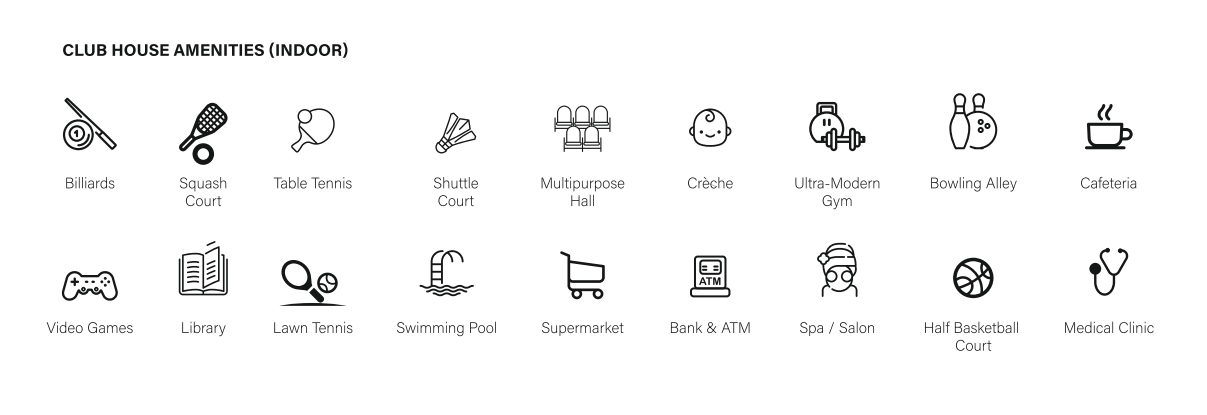 CLUB HOUSE AMENITIES (INDOOR)
1
Billiards
Squash
Court
Table Tennis
Shuttle
Court
Multipurpose
Hall
Crèche
Ultra-Modern
Gym
Bowling Alley
Cafeteria
ATM
Video Games
Library
Lawn Tennis
Swimming Pool
Supermarket
Bank & ATM
Spa / Salon
Half Basketball
Court
Medical Clinic